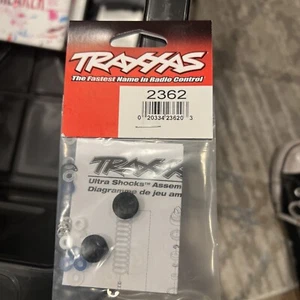 TRAXXAS
The Fastest Name in Radio Control
2362
0 20334 23620 3
TRAXXAS
Ultra Shocks™ Assem
Diagramme de jeu am